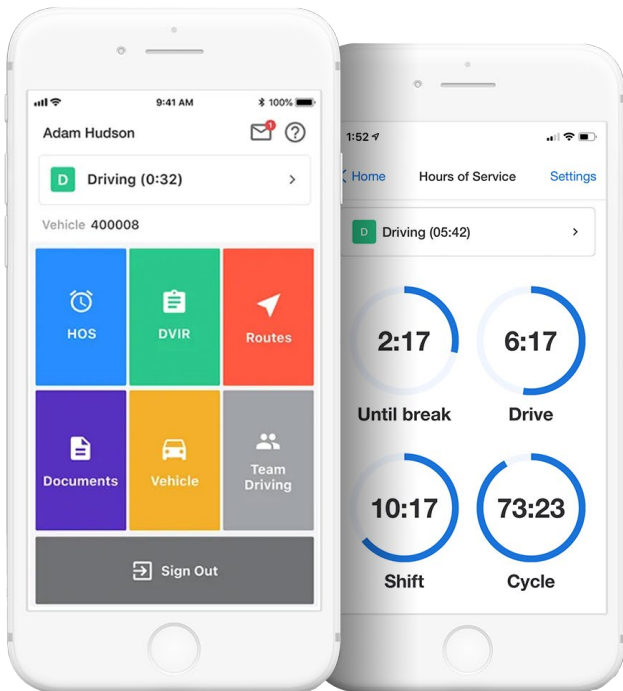 9:41 AM
100%
Adam Hudson
1
?
D Driving (0:32)
Vehicle 400008
HOS
DVIR
Routes
Documents
Vehicle
Team
Driving
Sign Out
1:52
Home
Hours of Service
Settings
D Driving (05:42)
2:17
Until break
6:17
Drive
10:17
Shift
73:23
Cycle